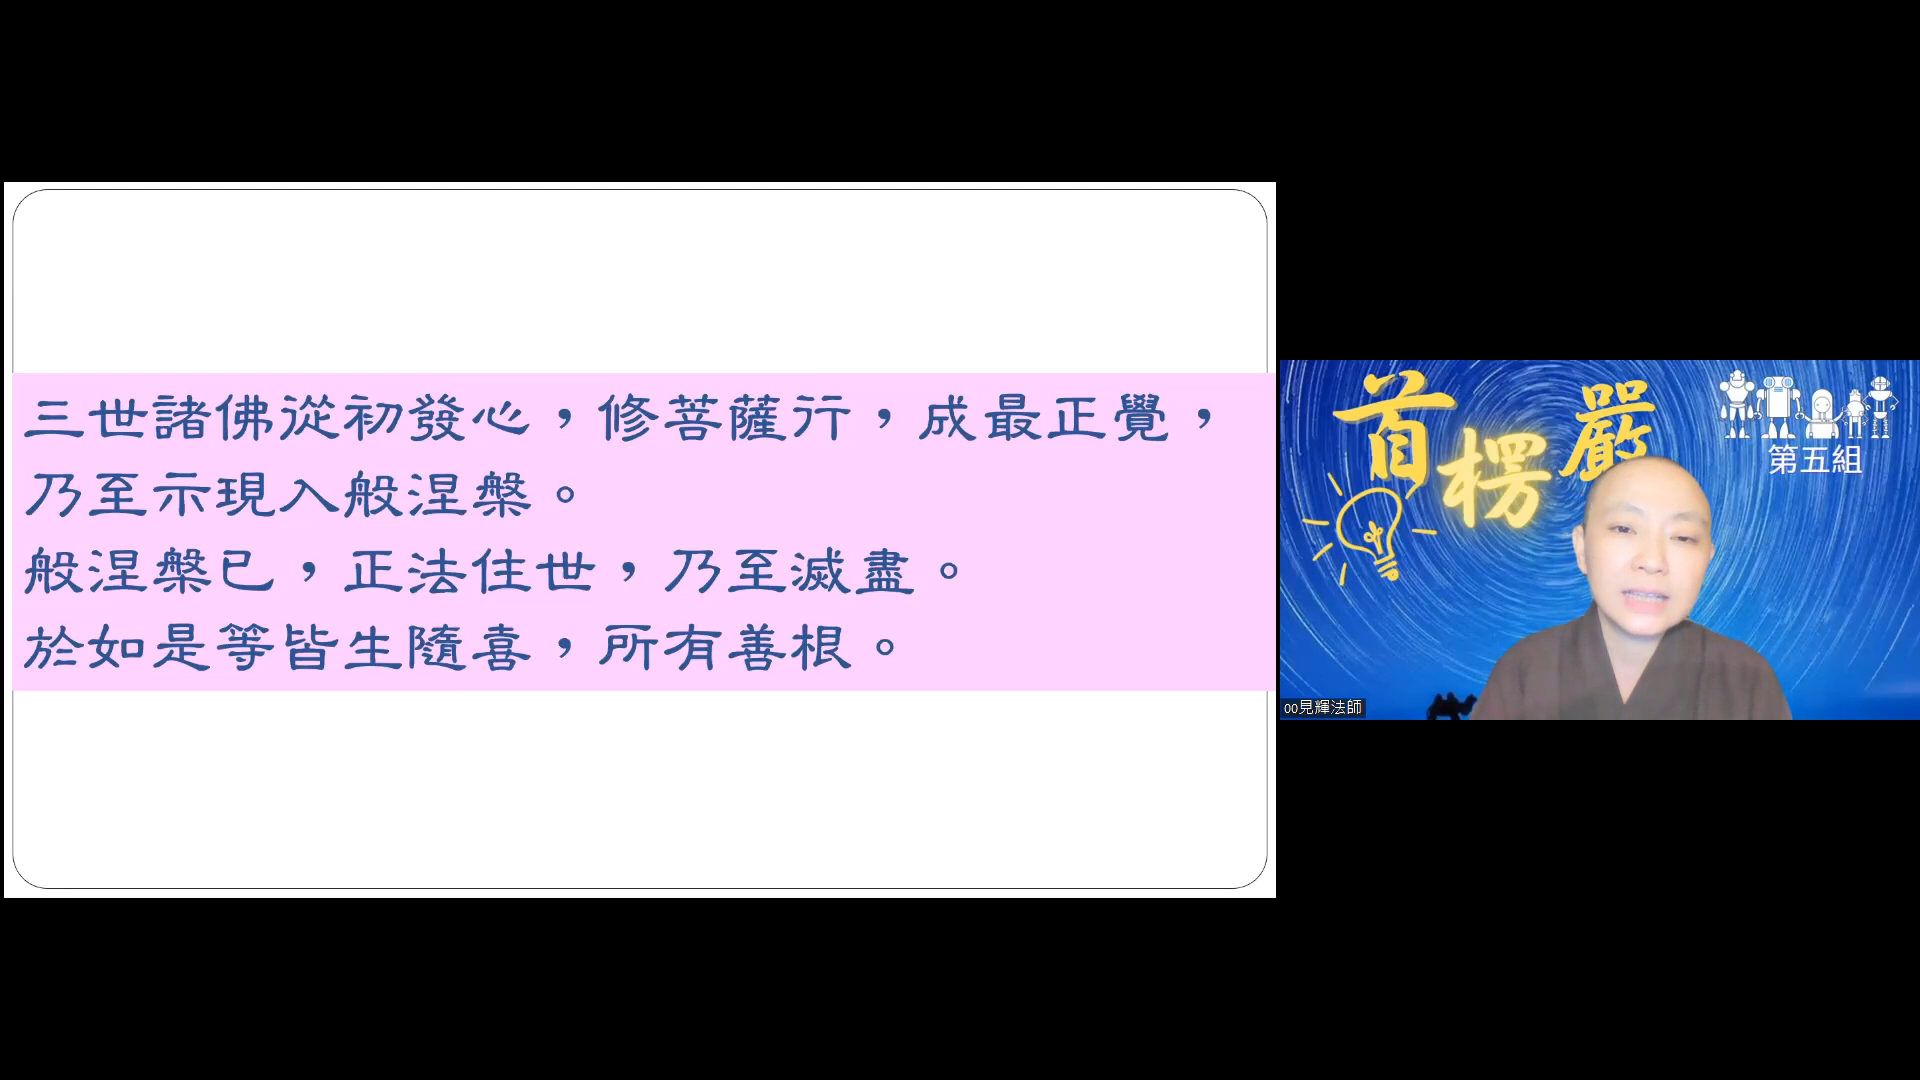 三世諸佛從初發心，修菩薩行，成最正覺，
乃至示現入般涅槃。
般涅槃已，正法住世，乃至滅盡。
於如是等皆生隨喜，所有善根。
首楞嚴
第五組
00見輝法師